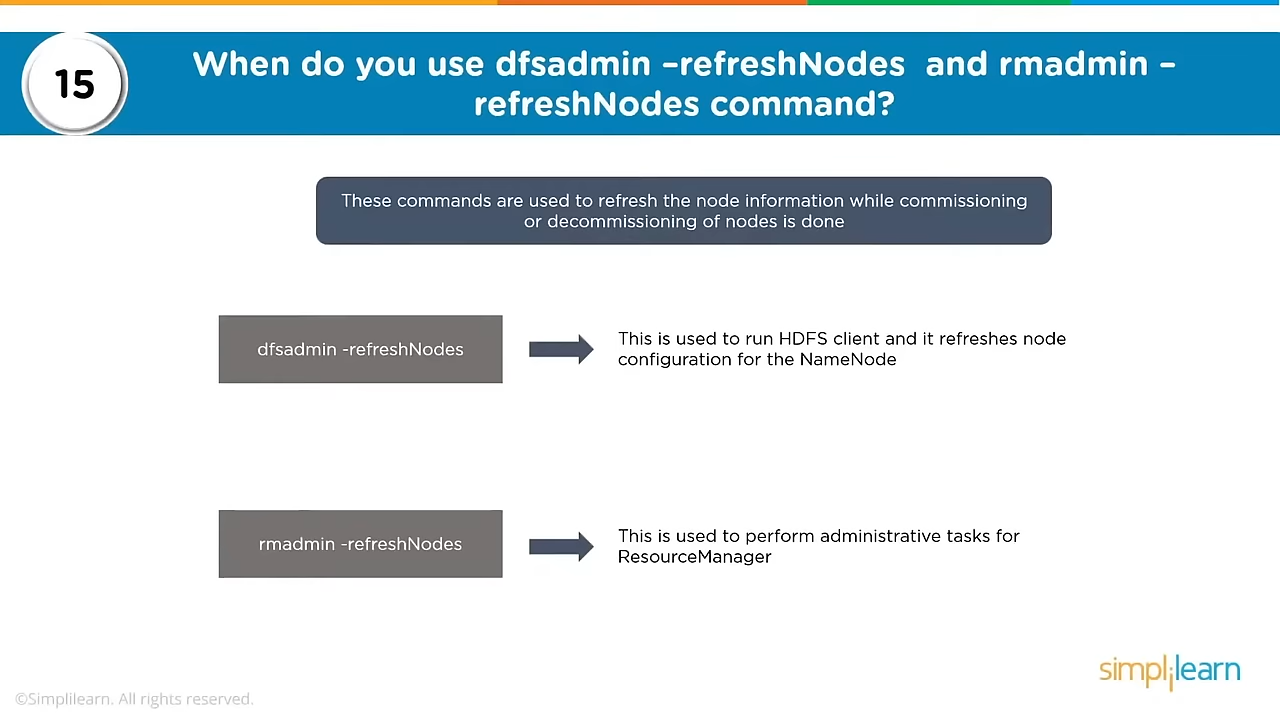 15
When do you use dfsadmin –refreshNodes and rmadmin –
refreshNodes command?
These commands are used to refresh the node information while commissioning
or decommissioning of nodes is done
dfsadmin -refreshNodes
This is used to run HDFS client and it refreshes node
configuration for the NameNode
rmadmin -refreshNodes
This is used to perform administrative tasks for
ResourceManager
simplilearn
©Simplilearn. All rights reserved.